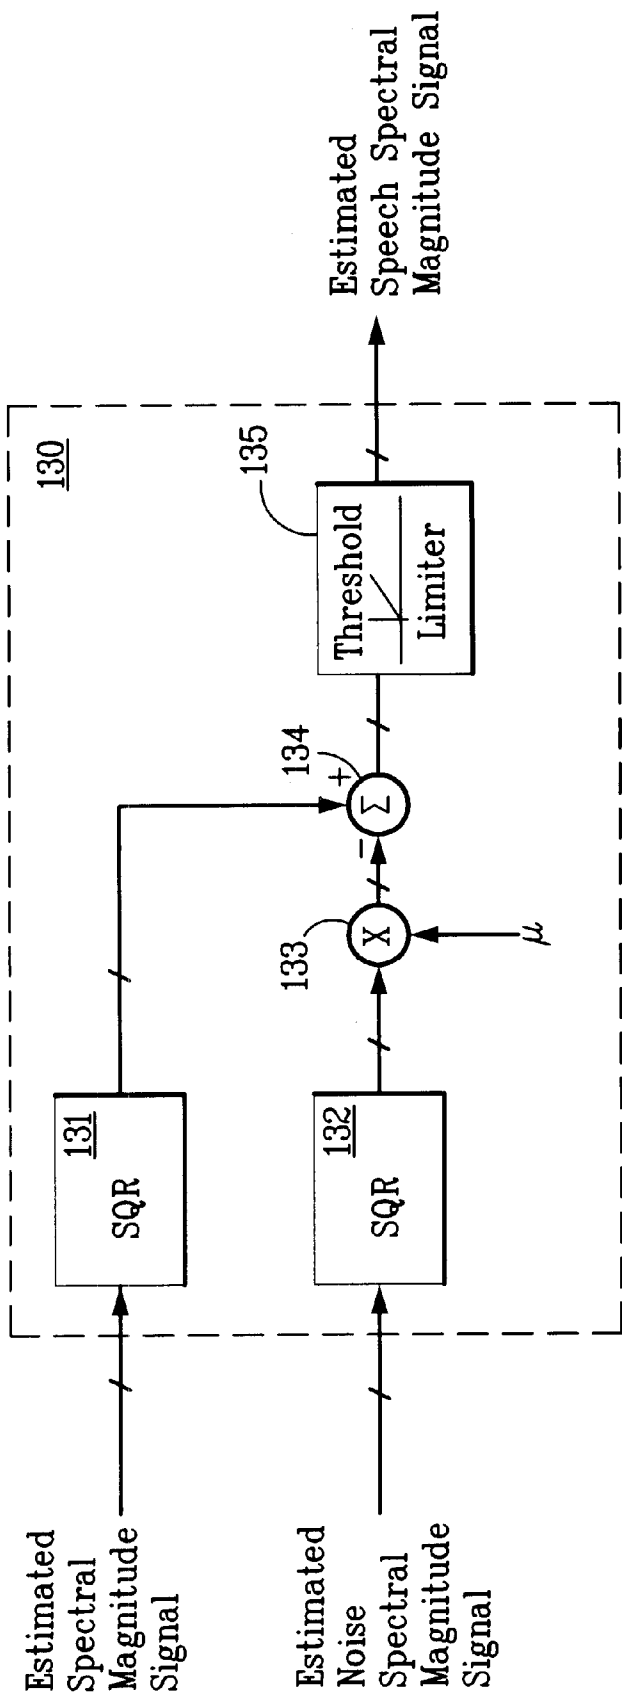 Estimated
Spectral
Magnitude
Signal
Estimated
Noise
Spectral
Magnitude
Signal
130
131
SQR
132
SQR
133
X
μ
134
+
−
Σ
135
Threshold
Limiter
Estimated
Speech Spectral
Magnitude Signal